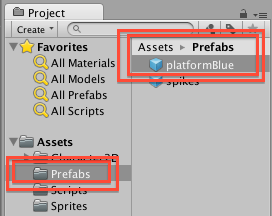 Project
Create
Favorites
All Materials
All Models
All Prefabs
All Scripts
Assets
Prefabs
Scripts
Sprites
Assets ▸ Prefabs
platformBlue
spikes